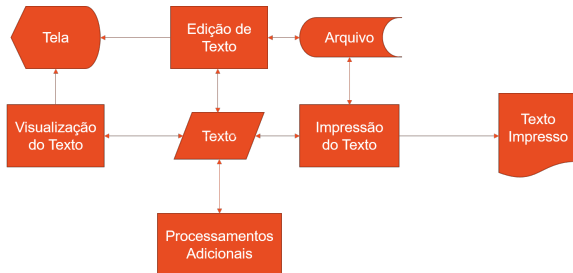 Tela
Edição de
Texto
Arquivo
Visualização
do Texto
Texto
Impressão
do Texto
Texto
Impresso
Processamentos
Adicionais